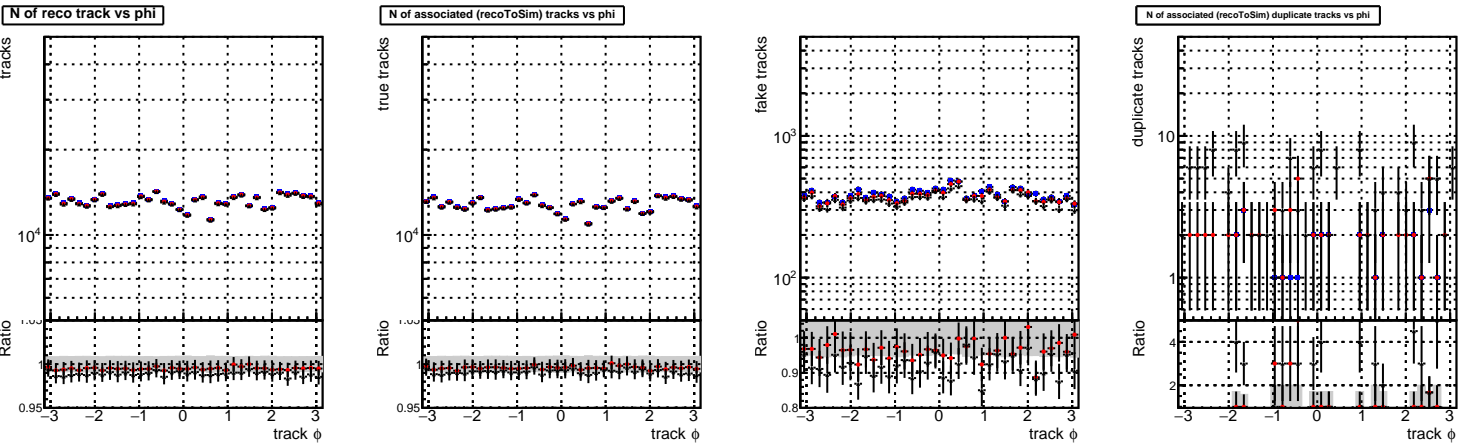 N of reco track vs phi
tracks
10⁴
Ratio
1
0.95
−3 −2 −1 0 1 2 3
track ϕ
N of associated (recoToSim) tracks vs phi
true tracks
10⁴
Ratio
1
0.95
−3 −2 −1 0 1 2 3
track ϕ
fake tracks
10³
10²
Ratio
1
0.9
0.8
−3 −2 −1 0 1 2 3
track ϕ
N of associated (recoToSim) duplicate tracks vs phi
duplicate tracks
10
1
Ratio
4
2
−3 −2 −1 0 1 2 3
track ϕ